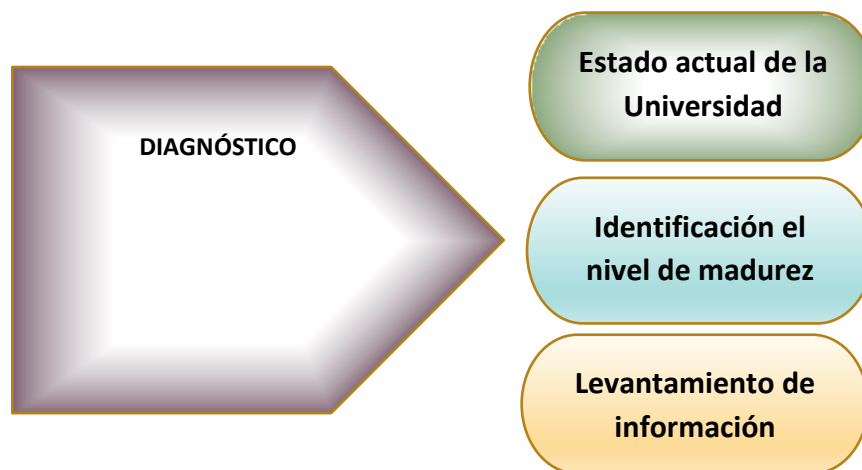 DIAGNÓSTICO
Estado actual de la
Universidad
Identificación el
nivel de madurez
Levantamiento de
información